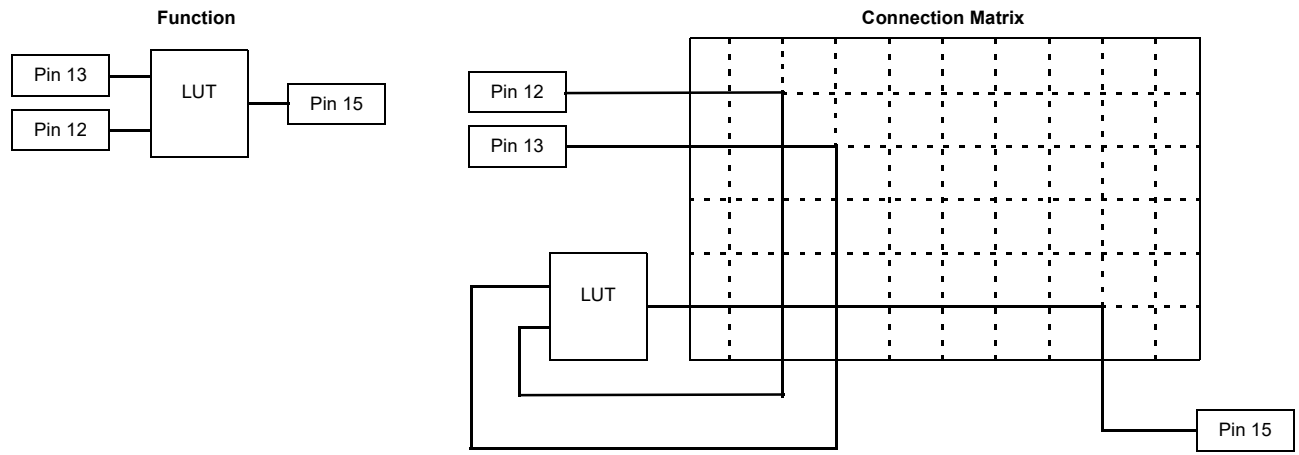 Function
Pin 13
Pin 12
LUT
Pin 15
Connection Matrix
Pin 12
Pin 13
LUT
Pin 15